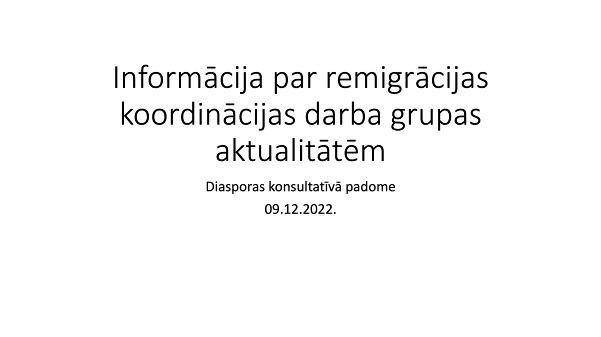 Informācija par remigrācijas
koordinācijas darba grupas
aktualitātēm
Diasporas konsultatīvā padome
09.12.2022.